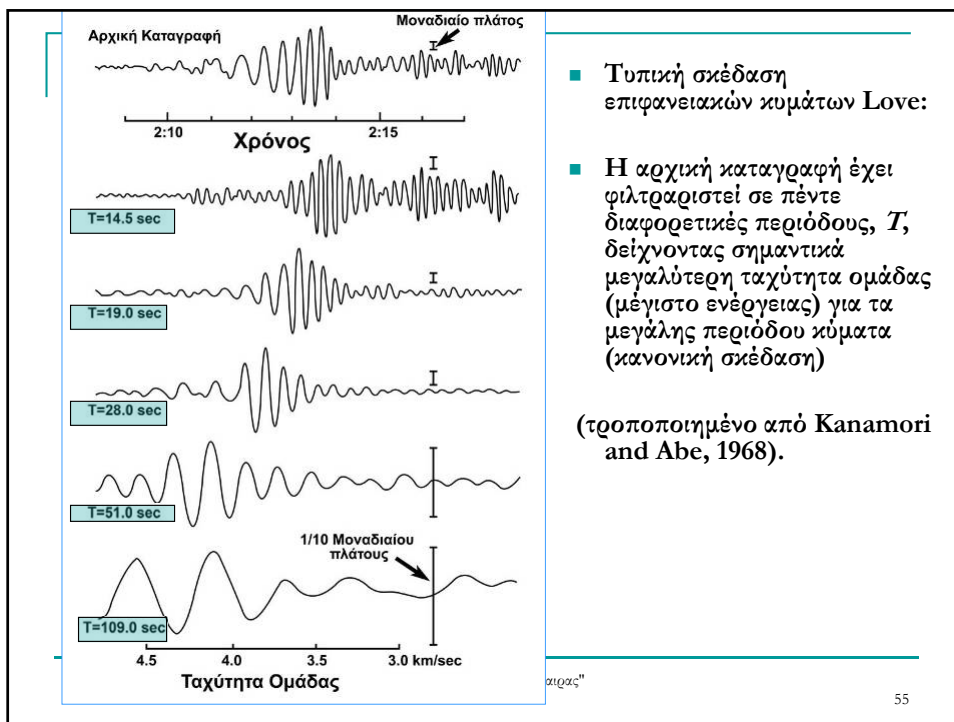 Αρχική Καταγραφή
Μοναδιαίο πλάτος
2:10 2:15
Χρόνος
T=14.5 sec
T=19.0 sec
T=28.0 sec
T=51.0 sec
1/10 Μοναδιαίου
πλάτους
T=109.0 sec
4.5 4.0 3.5 3.0 km/sec
Ταχύτητα Ομάδας
Τυπική σκέδαση
επιφανειακών κυμάτων Love:
Η αρχική καταγραφή έχει
φιλτραριστεί σε πέντε
διαφορετικές περιόδους, T,
δείχνοντας σημαντικά
μεγαλύτερη ταχύτητα ομάδας
(μέγιστο ενέργειας) για τα
μεγάλης περιόδου κύματα
(κανονική σκέδαση)
(τροποποιημένο από Kanamori
and Abe, 1968).
αιρας"
55